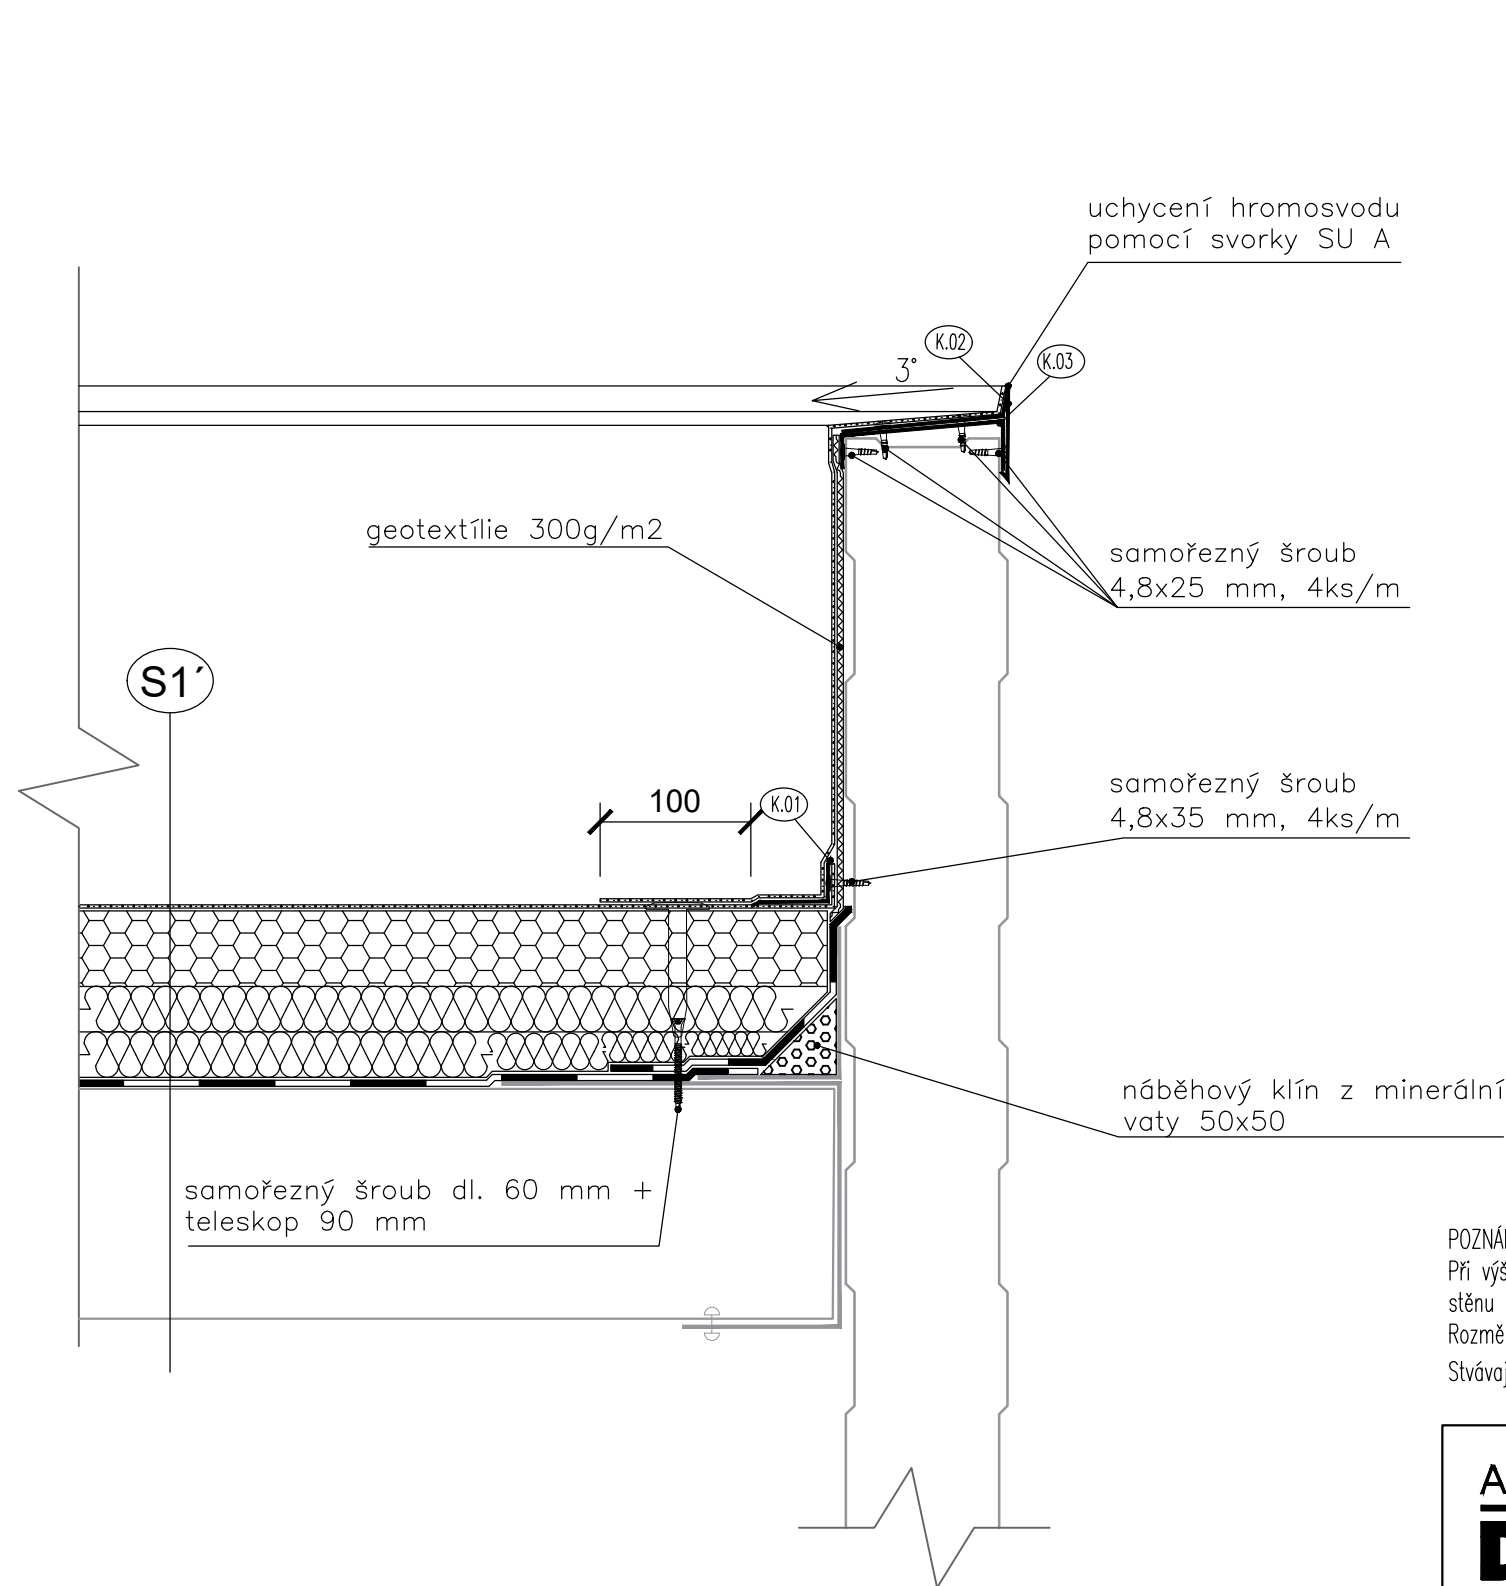 uchycení hromosvodu
pomocí svorky SU A
K.02
K.03
3°
geotextílie 300g/m2
samořezný šroub
4,8x25 mm, 4ks/m
S1´
100
K.01
samořezný šroub
4,8x35 mm, 4ks/m
náběhový klín z minerální
vaty 50x50
samořezný šroub dl. 60 mm +
teleskop 90 mm
Při
stěnu
A